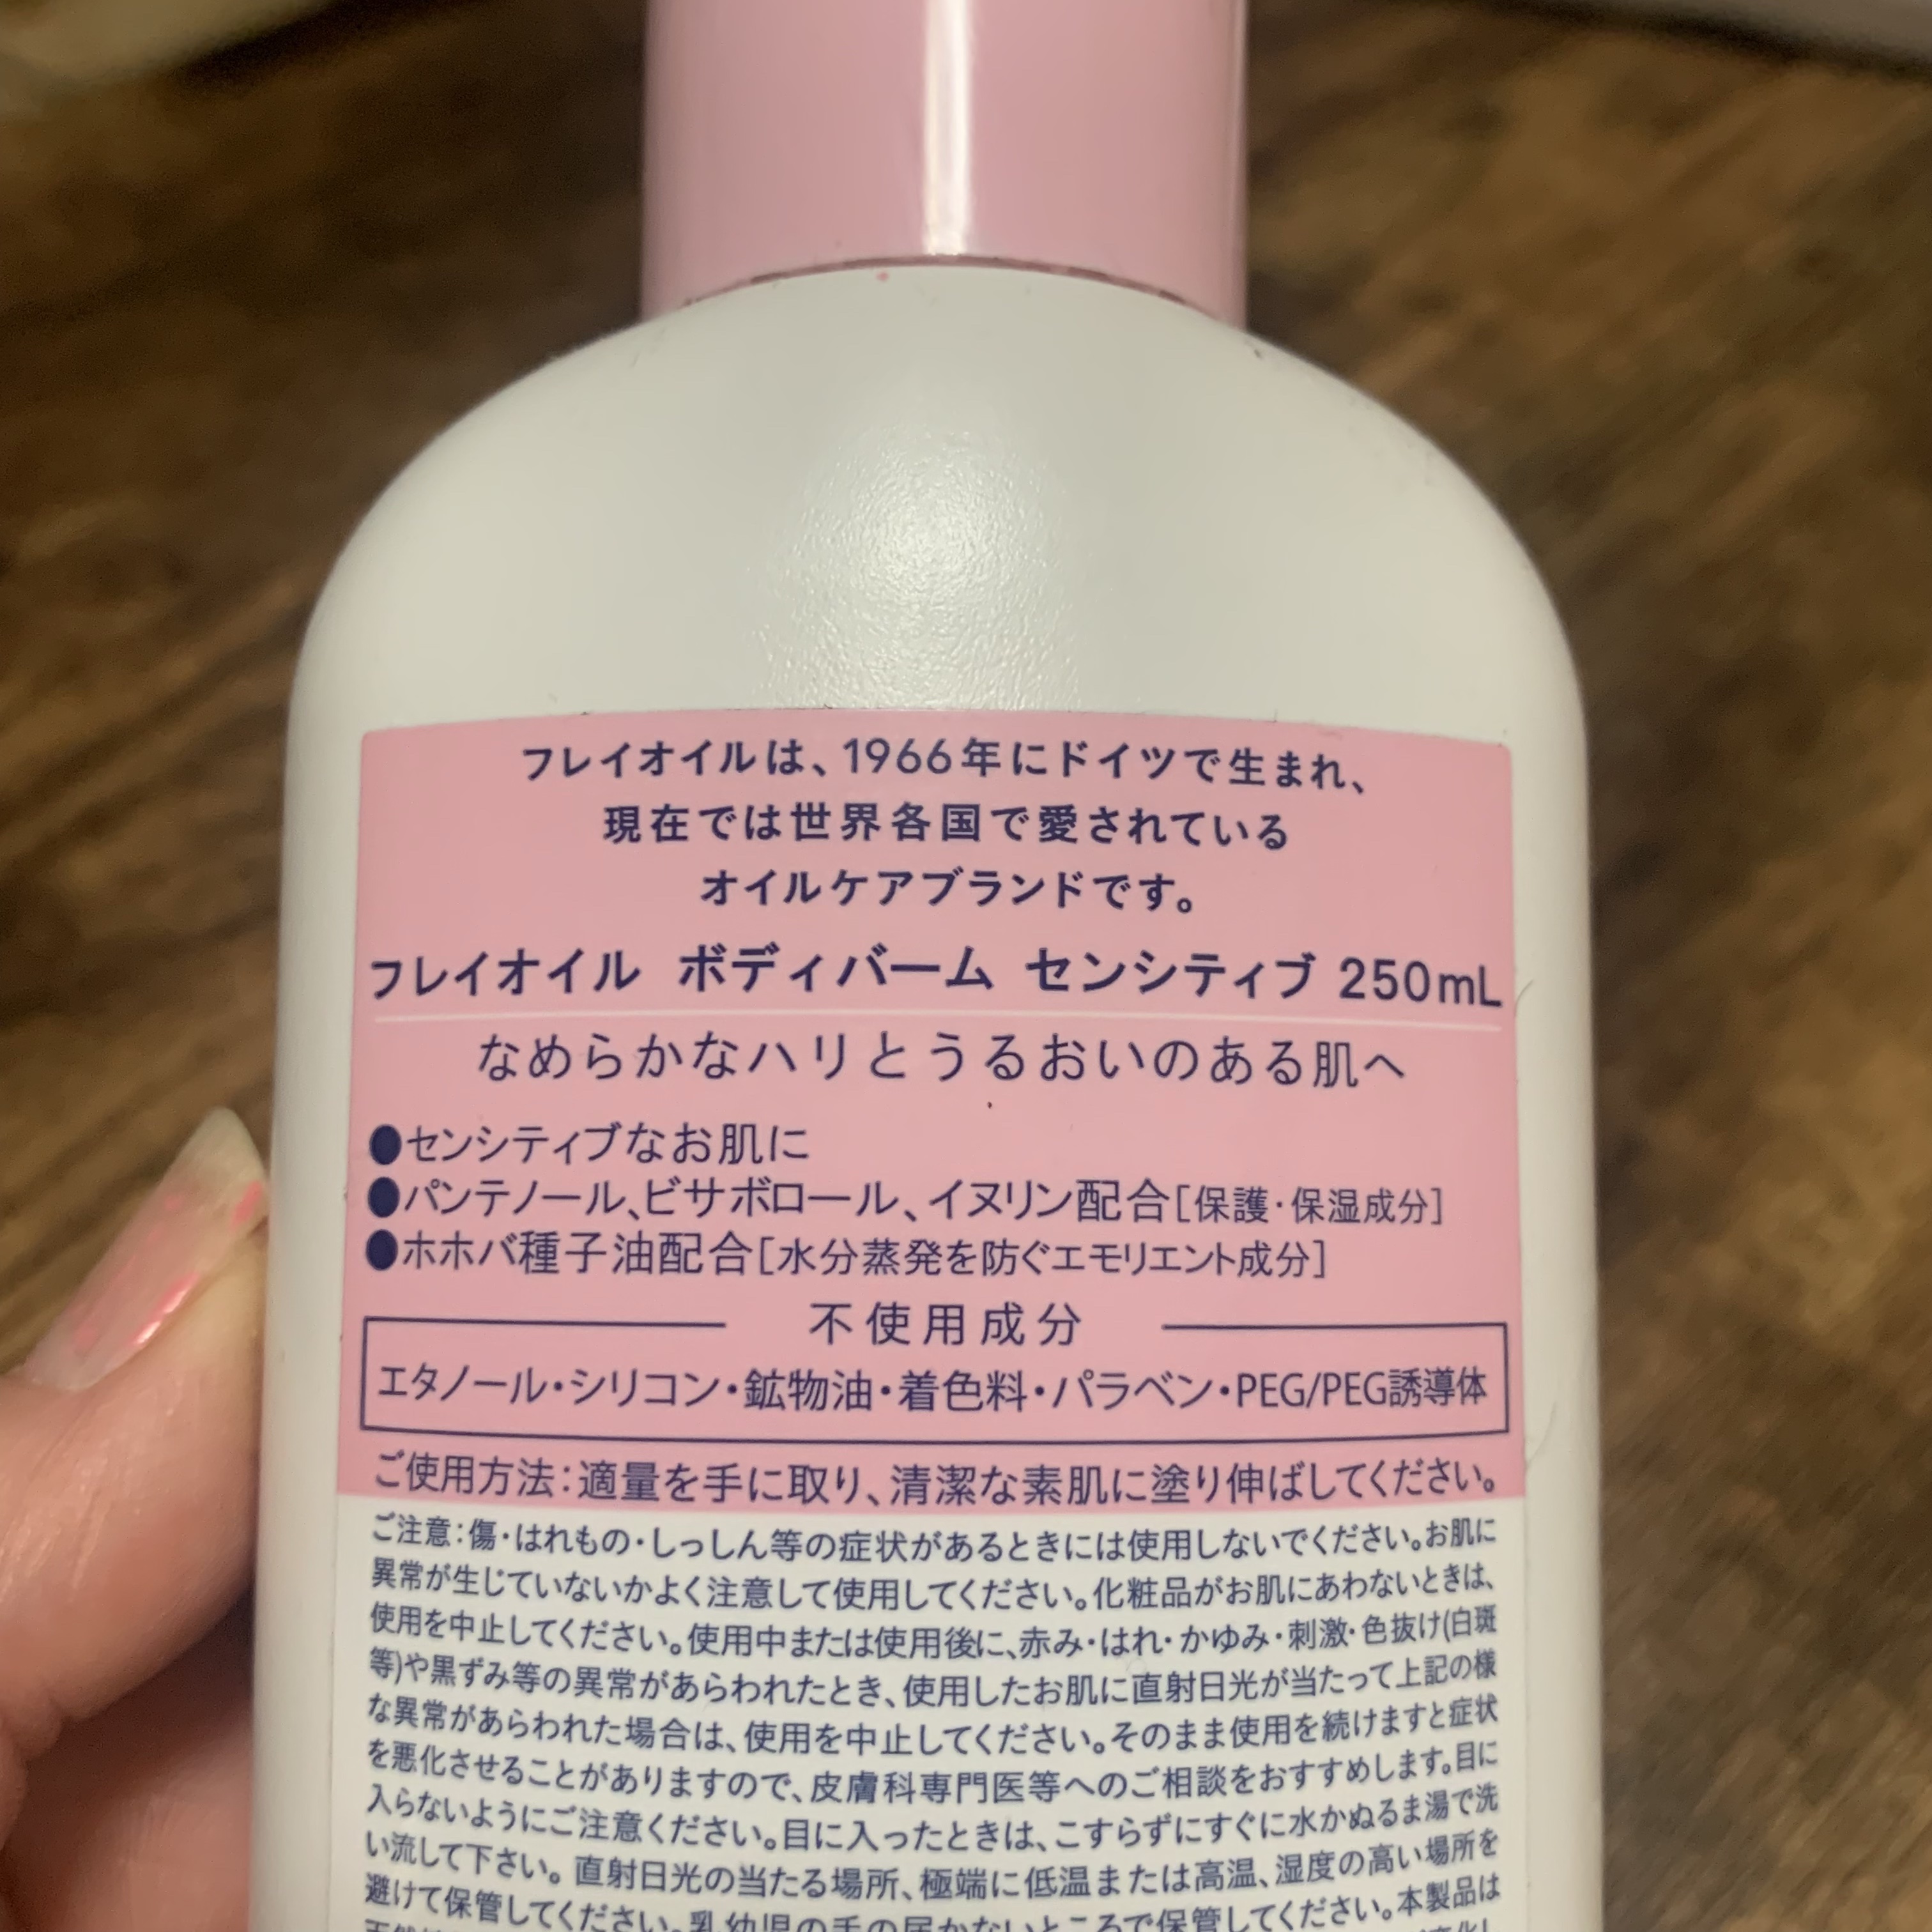 フレイオイルは、1966年にドイツで生まれ、
現在では世界各国で愛されている
オイルケアブランドです。
フレイオイル ボディバーム センシティブ 250mL
なめらかなハリとうるおいのある肌へ
●センシティブなお肌に
●パンテノール、ビサボロール、イヌリン配合[保護・保湿成分]
●ホホバ種子油配合[水分蒸発を防ぐエモリエント成分]
不使用成分
エタノール・シリコン・鉱物油・着色料・パラベン・PEG/PEG誘導体
ご使用方法：適量を手に取り、清潔な素肌に塗り伸ばしてください。
ご注意：傷・はれもの・しっしん等の症状があるときには使用しないでください。お肌に
異常が生じていないかよく注意して使用してください。化粧品がお肌にあわないときは、
使用を中止してください。使用中または使用後に、赤み・はれ・かゆみ・刺激・色抜け(白斑
等)や黒ずみ等の異常があらわれたとき、使用したお肌に直射日光が当たって上記の様
な異常があらわれた場合は、使用を中止してください。そのまま使用を続けますと症状
を悪化させることがありますので、皮膚科専門医等へのご相談をおすすめします。目に
入らないようにご注意ください。目に入ったときは、こすらずにすぐに水かぬるま湯で洗
い流して下さい。直射日光の当たる場所、極端に低温または高温、湿度の高い場所を
避けて保管してください。乳幼児の手の届かないところで保管してください。本製品は